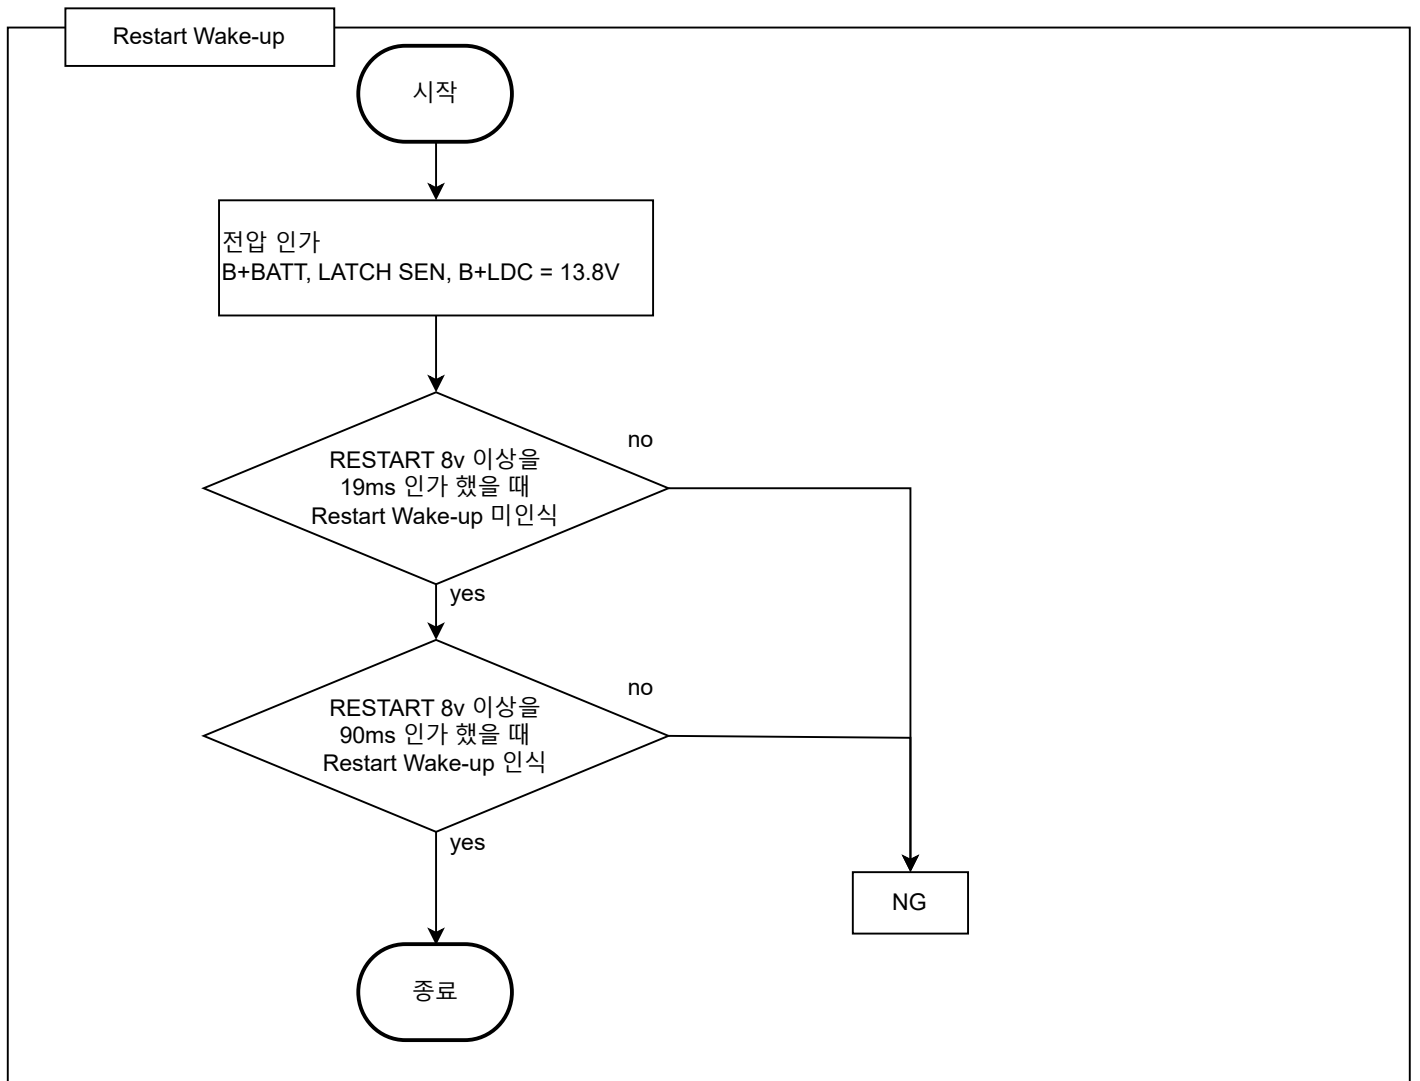 Restart Wake-up
시작
전압 인가
B+BATT, LATCH SEN, B+LDC = 13.8V
no
RESTART 8v 이상을
19ms 인가 했을 때
Restart Wake-up 미인식
yes
no
RESTART 8v 이상을
90ms 인가 했을 때
Restart Wake-up 인식
yes
NG
종료